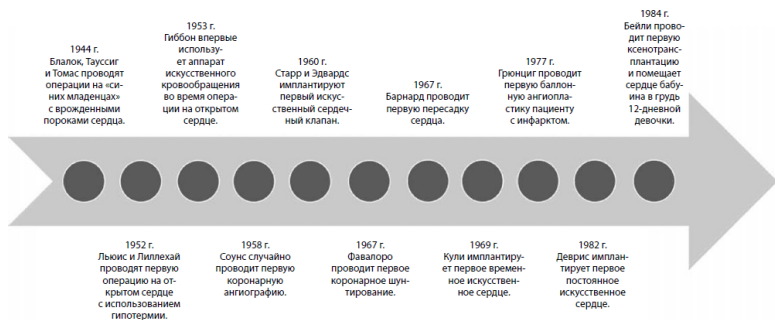 1944 г.
Блалок, Тауссиг
и Томас проводят
операции на «си-
них младенцах»
с врожденными
пороками сердца.
1952 г.
Льюис и Лиллехай
проводят первую
операцию на от-
крытом сердце
с использованием
гипотермии.
1953 г.
Гиббон впервые
использу-
ет аппарат
искусственного
кровообращения
во время опера-
ции на открытом
сердце.
1958 г.
Соунс случайно
проводит первую
коронарную
ангиографию.
1960 г.
Старр и Эдвардс
имплантируют
первый искус-
ственный сердеч-
ный клапан.
1967 г.
Фавалоро
проводит первое
коронарное шун-
тирование.
1967 г.
Барнард проводит
первую пересадку
сердца.
1969 г.
Кули имплантиру-
ет первое времен-
ное искусствен-
ное сердце.
1977 г.
Грюнциг проводит
первую баллон-
ную ангиопла-
стику пациенту
с инфарктом.
1982 г.
Деврис имплан-
тирует первое
постоянное
искусственное
сердце.
1984 г.
Бейли прово-
дит первую
ксенотранс-
плантацию
и помещает
сердце бабу-
ина в грудь
12-дневной
девочки.